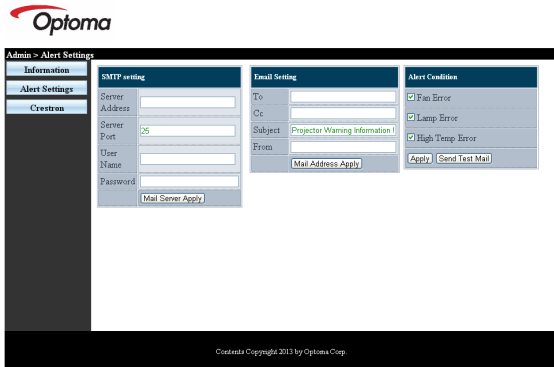 Optoma
Admin > Alert Settings
Information
Alert Settings
Crestron
SMTP setting
Server Address
Server Port
25
User Name
Password
Mail Server Apply
Email Setting
To
Cc
Subject
Projector Warning Information
From
Mail Address Apply
Alert Condition
Fan Error
Lamp Error
High Temp Error
Apply
Send Test Mail
Contents Copyright 2013 by Optoma Corp.